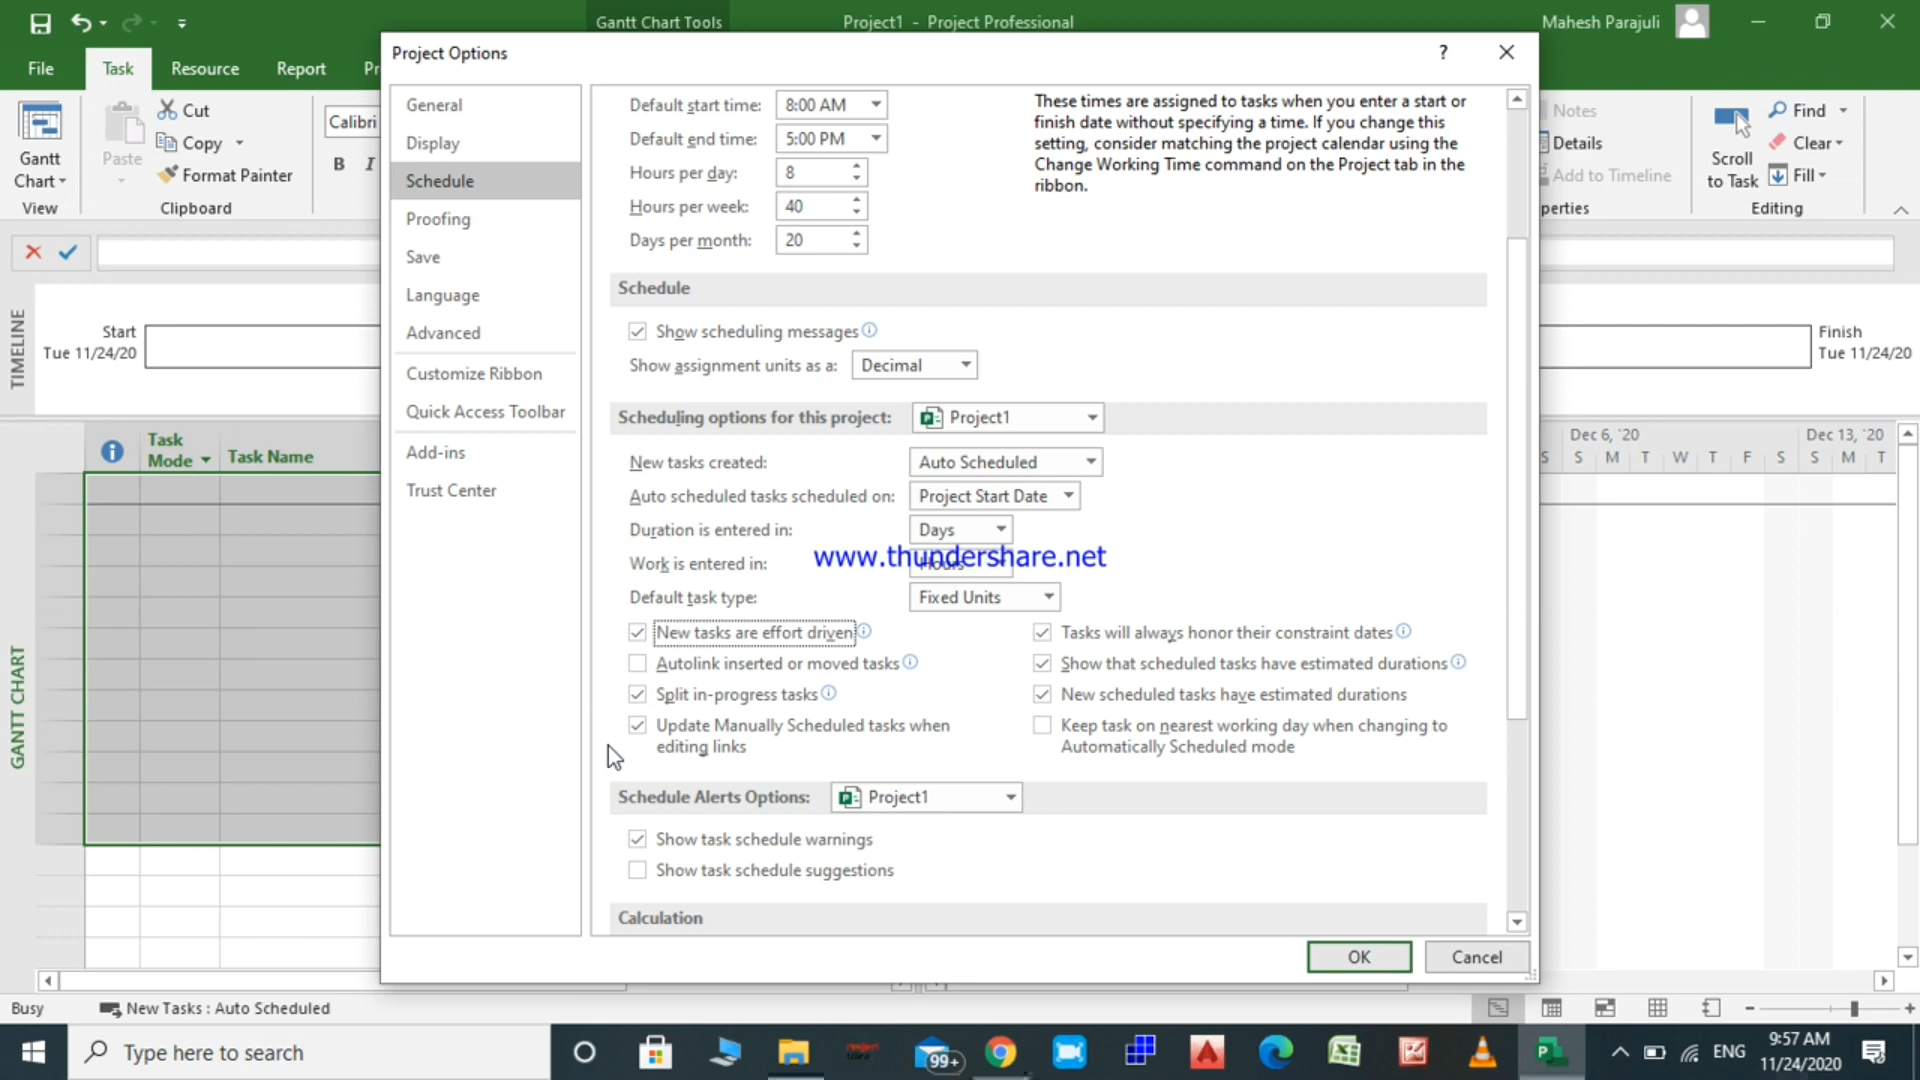 Gantt Chart Tools
Project1 - Project Professional
Mahesh Parajuli
File
Task
Resource
Report
Pr
Project Options
Gantt
Chart
View
Paste
Cut
Copy
Format Painter
Clipboard
Calibri
B I
Notes
Details
Add to Timeline
perties
Scroll
to Task
Find
Clear
Fill
Editing
General
Display
Schedule
Proofing
Save
Language
Advanced
Customize Ribbon
Quick Access Toolbar
Add-ins
Trust Center
Default start time: 8:00 AM
Default end time: 5:00 PM
Hours per day: 8
Hours per week: 40
Days per month: 20
These times are assigned to tasks when you enter a start or
finish date without specifying a time. If you change this
setting, consider matching the project calendar using the
Change Working Time command on the Project tab in the
ribbon.
Schedule
Show scheduling messages
Show assignment units as a: Decimal
Scheduling options for this project: Project1
New tasks created: Auto Scheduled
Auto scheduled tasks scheduled on: Project Start Date
Duration is entered in: Days
Work is entered in: Hours
www.thundershare.net
Default task type: Fixed Units
New tasks are effort driven
Autolink inserted or moved tasks
Split in-progress tasks
Update Manually Scheduled tasks when
editing links
Tasks will always honor their constraint dates
Show that scheduled tasks have estimated durations
New scheduled tasks have estimated durations
Keep task on nearest working day when changing to
Automatically Scheduled mode
Schedule Alerts Options: Project1
Show task schedule warnings
Show task schedule suggestions
Calculation
OK
Cancel
TIMELINE
Start
Tue 11/24/20
Finish
Tue 11/24/20
GANTT CHART
Task
Mode
Task Name
Dec 6, '20
Dec 13, '20
S S M T W T F S S M T
Busy
New Tasks : Auto Scheduled
Type here to search
99+
ENG
9:57 AM
11/24/2020